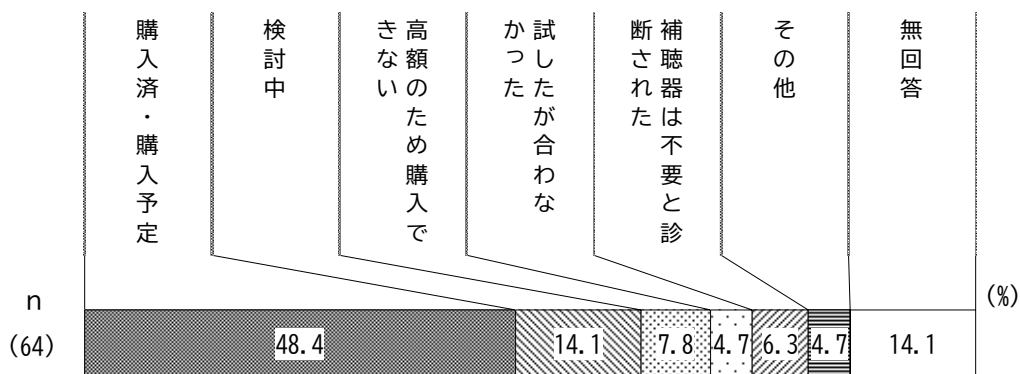 購入済・購入予定
検討中
高額のため購入で
きない
試したが合わな
かった
補聴器は不要と診
断された
その他
無回答
(%)
n
(64)
48.4
14.1
7.8
4.7
6.3
4.7
14.1